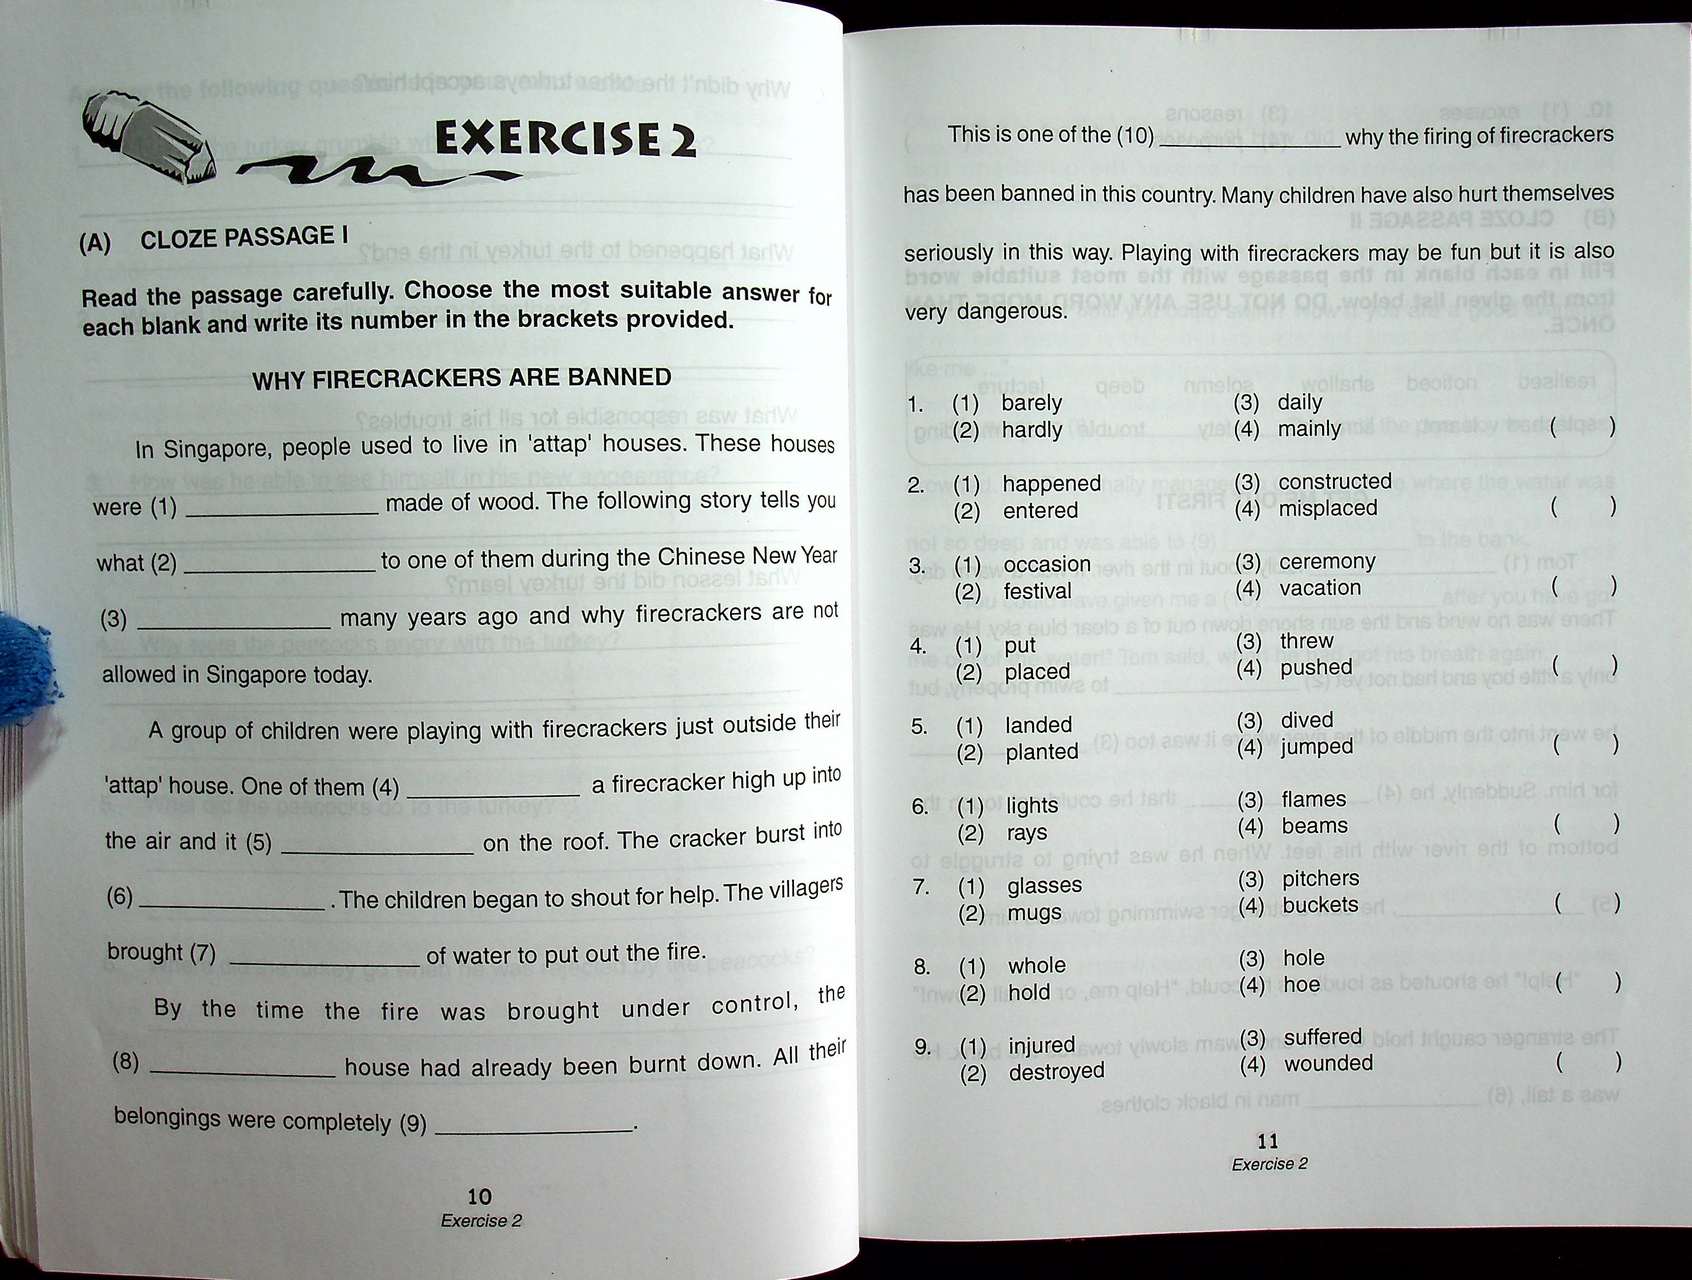 EXERCISE 2
(A) CLOZE PASSAGE I
Read the passage carefully. Choose the most suitable answer for
each blank and write its number in the brackets provided.
WHY FIRECRACKERS ARE BANNED
In Singapore, people used to live in 'attap' houses. These houses
were (1) ________________ made of wood. The following story tells you
what (2) ________________ to one of them during the Chinese New Year
(3) ________________ many years ago and why firecrackers are not
allowed in Singapore today.
A group of children were playing with firecrackers just outside their
'attap' house. One of them (4) ________________ a firecracker high up into
the air and it (5) ________________ on the roof. The cracker burst into
(6) ________________ . The children began to shout for help. The villagers
brought (7) ________________ of water to put out the fire.
By the time the fire was brought under control, the
(8) ________________ house had already been burnt down. All their
belongings were completely (9) ________________.
10
Exercise 2
This is one of the (10) ________________ why the firing of firecrackers
has been banned in this country. Many children have also hurt themselves
seriously in this way. Playing with firecrackers may be fun but it is also
very dangerous.
1. (1) barely (3) daily
(2) hardly (4) mainly ( )
2. (1) happened (3) constructed
(2) entered (4) misplaced ( )
3. (1) occasion (3) ceremony
(2) festival (4) vacation ( )
4. (1) put (3) threw
(2) placed (4) pushed ( )
5. (1) landed (3) dived
(2) planted (4) jumped ( )
6. (1) lights (3) flames
(2) rays (4) beams ( )
7. (1) glasses (3) pitchers
(2) mugs (4) buckets ( )
8. (1) whole (3) hole
(2) hold (4) hoe ( )
9. (1) injured (3) suffered
(2) destroyed (4) wounded ( )
11
Exercise 2